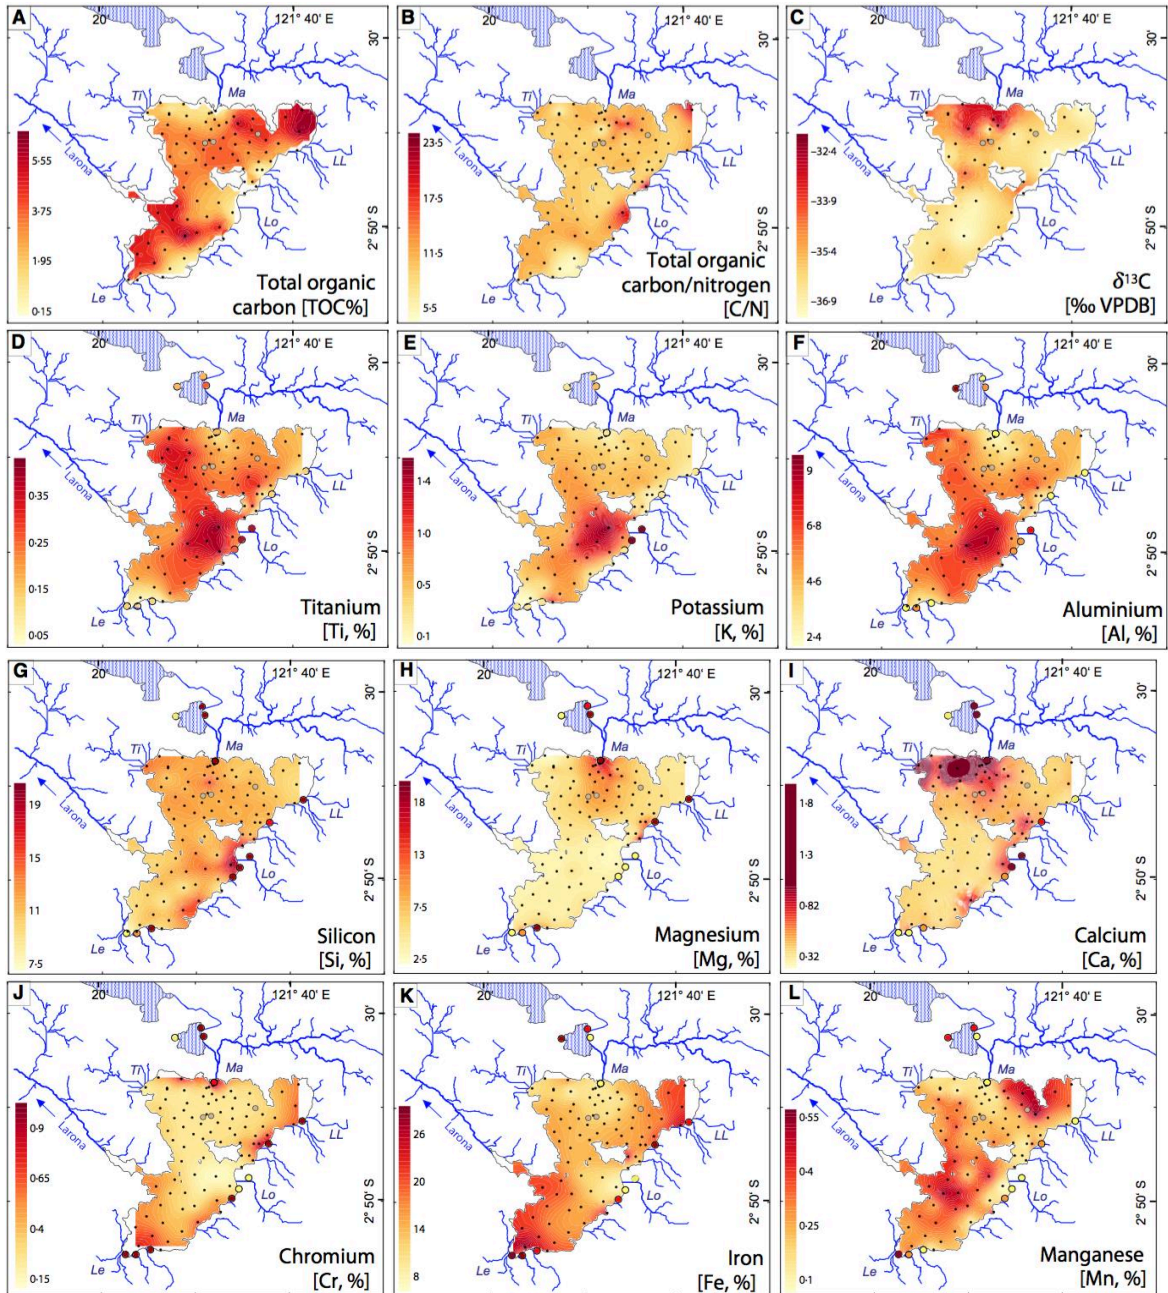 A
20'
121° 40' E
30'
Ti
Ma
Larona
LL
Lo
2° 50' S
Le
5·55
3·75
1·95
0·15
Total organic
carbon [TOC%]
B
20'
121° 40' E
30'
Ti
Ma
Larona
LL
Lo
2° 50' S
Le
23·5
17·5
11·5
5·5
Total organic
carbon/nitrogen
[C/N]
C
20'
121° 40' E
30'
Ti
Ma
Larona
LL
Lo
2° 50' S
Le
-32·4
-33·9
-35·4
-36·9
δ¹³C
[‰ VPDB]
D
20'
121° 40' E
30'
Ti
Ma
Larona
LL
Lo
2° 50' S
Le
0·35
0·25
0·15
0·05
Titanium
[Ti, %]
E
20'
121° 40' E
30'
Ti
Ma
Larona
LL
Lo
2° 50' S
Le
1·4
1·0
0·5
0·1
Potassium
[K, %]
F
20'
121° 40' E
30'
Ti
Ma
Larona
LL
Lo
2° 50' S
Le
9
6·8
4·6
2·4
Aluminium
[Al, %]
G
20'
121° 40' E
30'
Ti
Ma
Larona
LL
Lo
2° 50' S
Le
19
15
11
7·5
Silicon
[Si, %]
H
20'
121° 40' E
30'
Ti
Ma
Larona
LL
Lo
2° 50' S
Le
18
13
7·5
2·5
Magnesium
[Mg, %]
I
20'
121° 40' E
30'
Ti
Ma
Larona
LL
Lo
2° 50' S
Le
1·8
1·3
0·82
0·32
Calcium
[Ca, %]
J
20'
121° 40' E
30'
Ti
Ma
Larona
LL
Lo
2° 50' S
Le
0·9
0·65
0·4
0·15
Chromium
[Cr, %]
K
20'
121° 40' E
30'
Ti
Ma
Larona
LL
Lo
2° 50' S
Le
26
20
14
8
Iron
[Fe, %]
L
20'
121° 40' E
30'
Ti
Ma
Larona
LL
Lo
2° 50' S
Le
0·55
0·4
0·25
0·1
Manganese
[Mn, %]